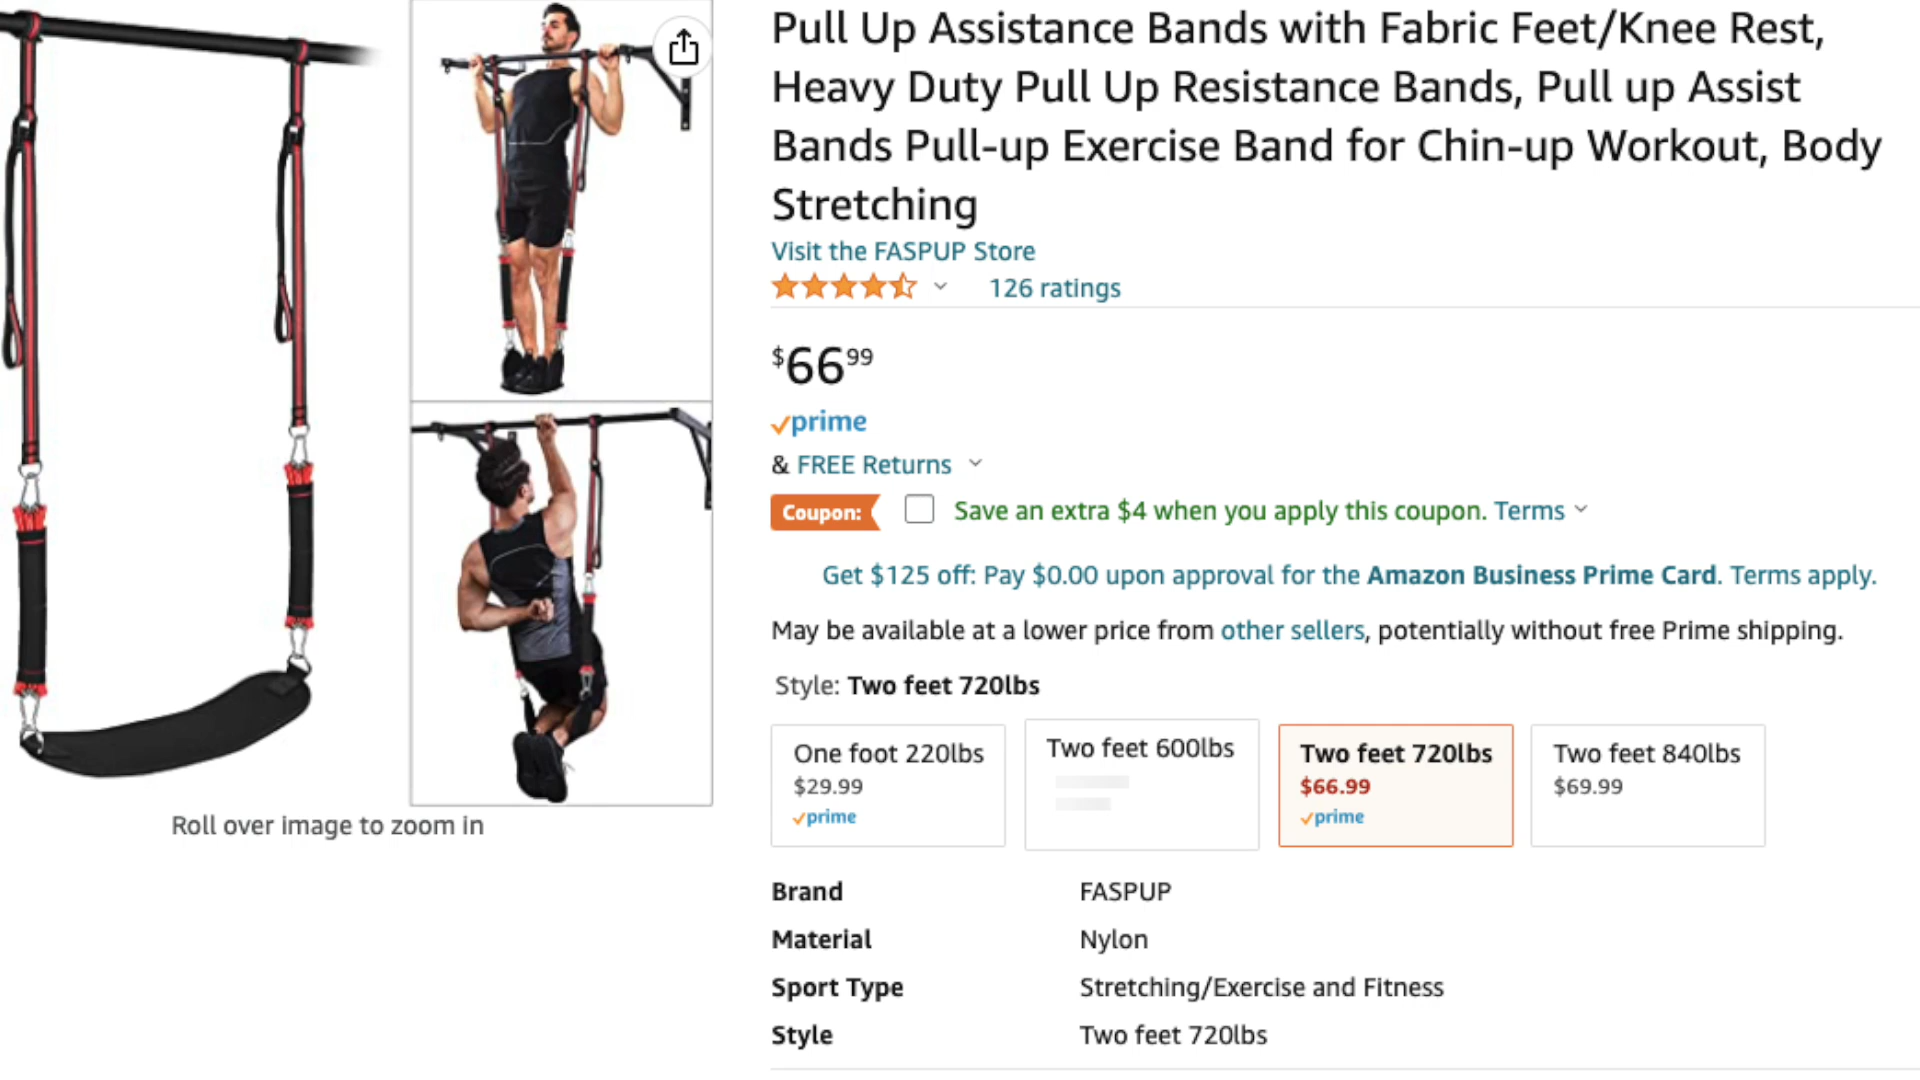 Pull Up Assistance Bands with Fabric Feet/Knee Rest,
Heavy Duty Pull Up Resistance Bands, Pull up Assist
Bands Pull-up Exercise Band for Chin-up Workout, Body
Stretching
Visit the FASPUP Store
126 ratings
$66 99
prime
& FREE Returns
Coupon: Save an extra $4 when you apply this coupon. Terms
Get $125 off: Pay $0.00 upon approval for the Amazon Business Prime Card. Terms apply.
May be available at a lower price from other sellers, potentially without free Prime shipping.
Style: Two feet 720lbs
One foot 220lbs
$29.99
prime
Two feet 600lbs
Two feet 720lbs
$66.99
prime
Two feet 840lbs
$69.99
Roll over image to zoom in
Brand FASPUP
Material Nylon
Sport Type Stretching/Exercise and Fitness
Style Two feet 720lbs